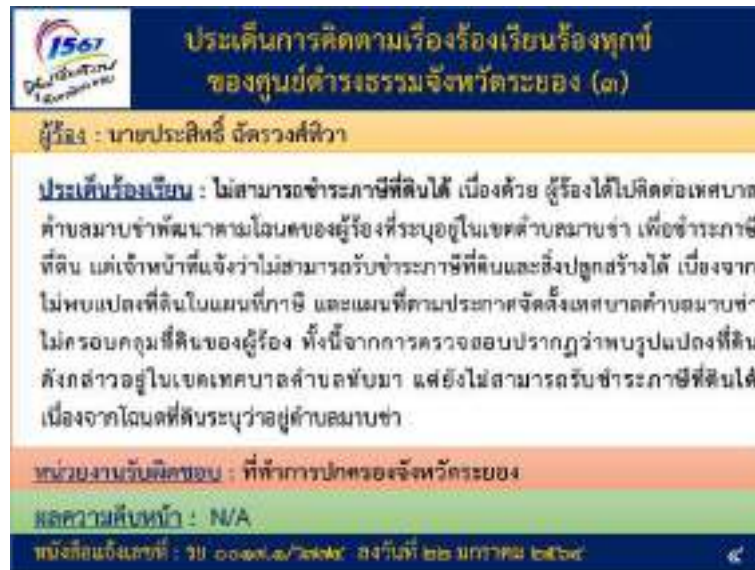 1567
ประเด็นการติดตามเรื่องร้องเรียนร้องทุกข์
ของศูนย์ดำรงธรรมจังหวัดระยอง (๓)
ผู้ร้อง : นายประสิทธิ์ ฉัตรวงศ์ทิวา
ประเด็นร้องเรียน : ไม่สามารถชำระภาษีที่ดินได้ เนื่องด้วย ผู้ร้องได้ไปติดต่อเทศบาล
ตำบลมาบข่าพัฒนาตามโฉนดของผู้ร้องที่ระบุอยู่ในเขตตำบลมาบข่า เพื่อชำระภาษี
ที่ดิน แต่เจ้าหน้าที่แจ้งว่าไม่สามารถรับชำระภาษีที่ดินและสิ่งปลูกสร้างได้ เนื่องจาก
ไม่พบแปลงที่ดินในแผนที่ภาษี และแผนที่ตามประกาศจัดตั้งเทศบาลตำบลมาบข่า
ไม่ครอบคลุมที่ดินของผู้ร้อง ทั้งนี้จากการตรวจสอบปรากฏว่าพบรูปแปลงที่ดิน
ดังกล่าวอยู่ในเขตเทศบาลตำบลทับมา แต่ยังไม่สามารถรับชำระภาษีที่ดินได้
เนื่องจากโฉนดที่ดินระบุว่าอยู่ตำบลมาบข่า
หน่วยงานรับผิดชอบ : ที่ทำการปกครองจังหวัดระยอง
ผลความคืบหน้า : N/A
หนังสือแจ้งเลขที่ : รย ลงวันที่ ๒๒ มกราคม
๙